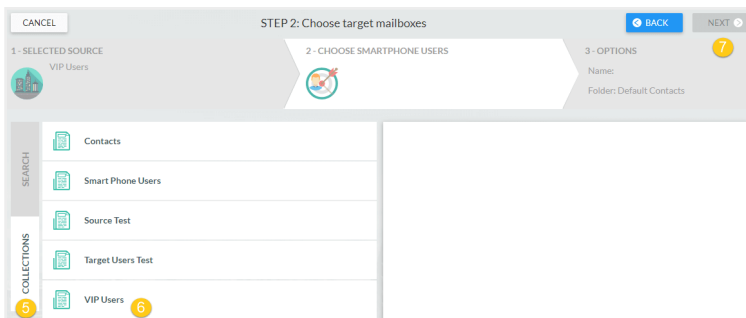 CANCEL
STEP 2: Choose target mailboxes
BACK
NEXT
7
1 - SELECTED SOURCE
VIP Users
2 - CHOOSE SMARTPHONE USERS
3 - OPTIONS
Name:
Folder: Default Contacts
SEARCH
Contacts
Smart Phone Users
Source Test
COLLECTIONS
Target Users Test
VIP Users
5
6